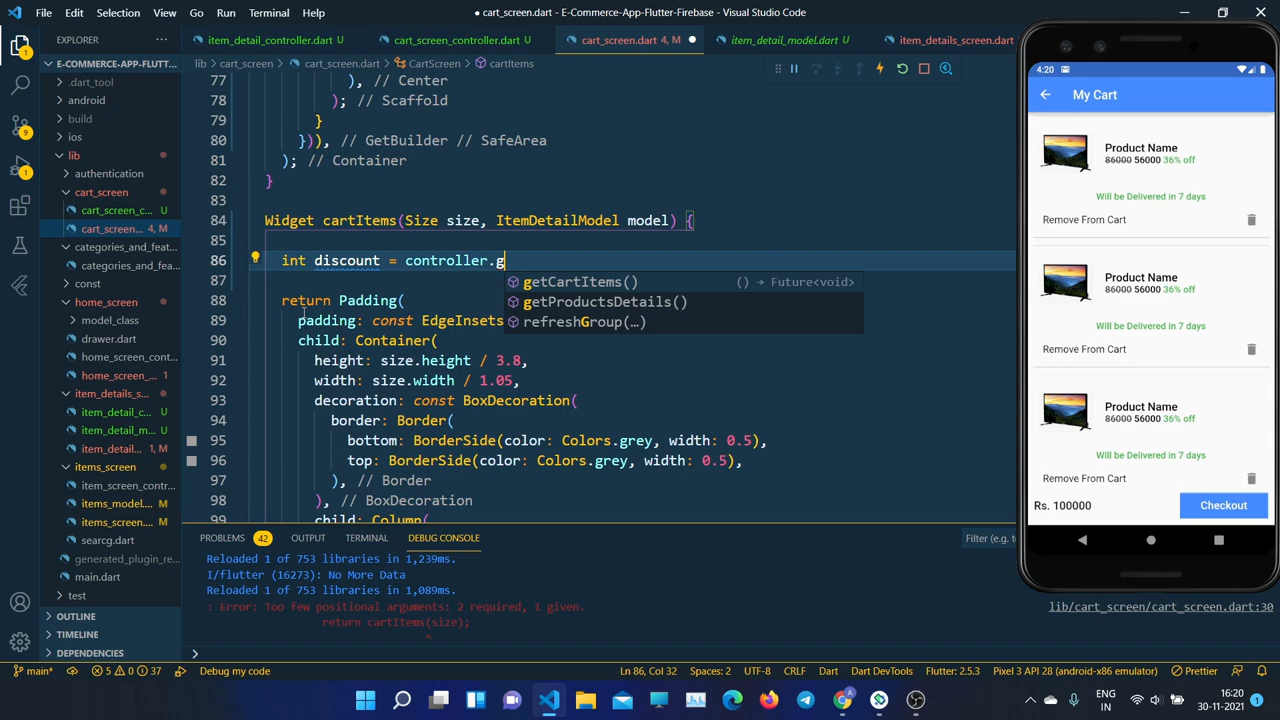 File Edit Selection View Go Run Terminal Help
● cart_screen.dart - E-Commerce-App-Flutter-Firebase - Visual Studio Code
EXPLORER
item_detail_controller.dart U
cart_screen_controller.dart U
cart_screen.dart 4, M
item_detail_model.dart U
item_details_screen.dart
lib > cart_screen > cart_screen.dart > CartScreen > cartItems
E-COMMERCE-APP-FLUTT...
.dart_tool
android
build
ios
lib
authentication
cart_screen
cart_screen_c... U
cart_screen... 4, M
categories_and_fea...
categories_and_fe...
const
home_screen
model_class
drawer.dart
home_screen_cont...
home_screen_... 1
item_details_s...
item_detail_c... U
item_detail_m... U
item_detail... 1, M
items_screen
item_screen_contr...
items_model.... M
items_screen.... M
searcg.dart
generated_plugin_re...
main.dart
test
OUTLINE
TIMELINE
DEPENDENCIES
77 ), // Center
78 ); // Scaffold
79 }
80 })), // GetBuilder // SafeArea
81 ); // Container
82 }
83
84 Widget cartItems(Size size, ItemDetailModel model) {
85
86 int discount = controller.g
87
88 return Padding(
89 padding: const EdgeInsets
90 child: Container(
91 height: size.height / 3.8,
92 width: size.width / 1.05,
93 decoration: const BoxDecoration(
94 border: Border(
95 bottom: BorderSide(color: Colors.grey, width: 0.5),
96 top: BorderSide(color: Colors.grey, width: 0.5),
97 ), // Border
98 ), // BoxDecoration
99 child: Column(
getCartItems() () → Future<void>
getProductsDetails()
refreshGroup(…)
PROBLEMS 42 OUTPUT TERMINAL DEBUG CONSOLE
Filter (e.g. te
Reloaded 1 of 753 libraries in 1,239ms.
I/flutter (16273): No More Data
Reloaded 1 of 753 libraries in 1,089ms.
: Error: Too few positional arguments: 2 required, 1 given.
return cartItems(size);
^
lib/cart_screen/cart_screen.dart:30
4:20
My Cart
Product Name
86000 56000 36% off
Will be Delivered in 7 days
Remove From Cart
Product Name
86000 56000 36% off
Will be Delivered in 7 days
Remove From Cart
Product Name
86000 56000 36% off
Will be Delivered in 7 days
Remove From Cart
Rs. 100000 Checkout
main* 5 0 37 Debug my code
Ln 86, Col 32 Spaces: 2 UTF-8 CRLF Dart Dart DevTools Flutter: 2.5.3 Pixel 3 API 28 (android-x86 emulator) Prettier
ENG
IN
16:20
30-11-2021